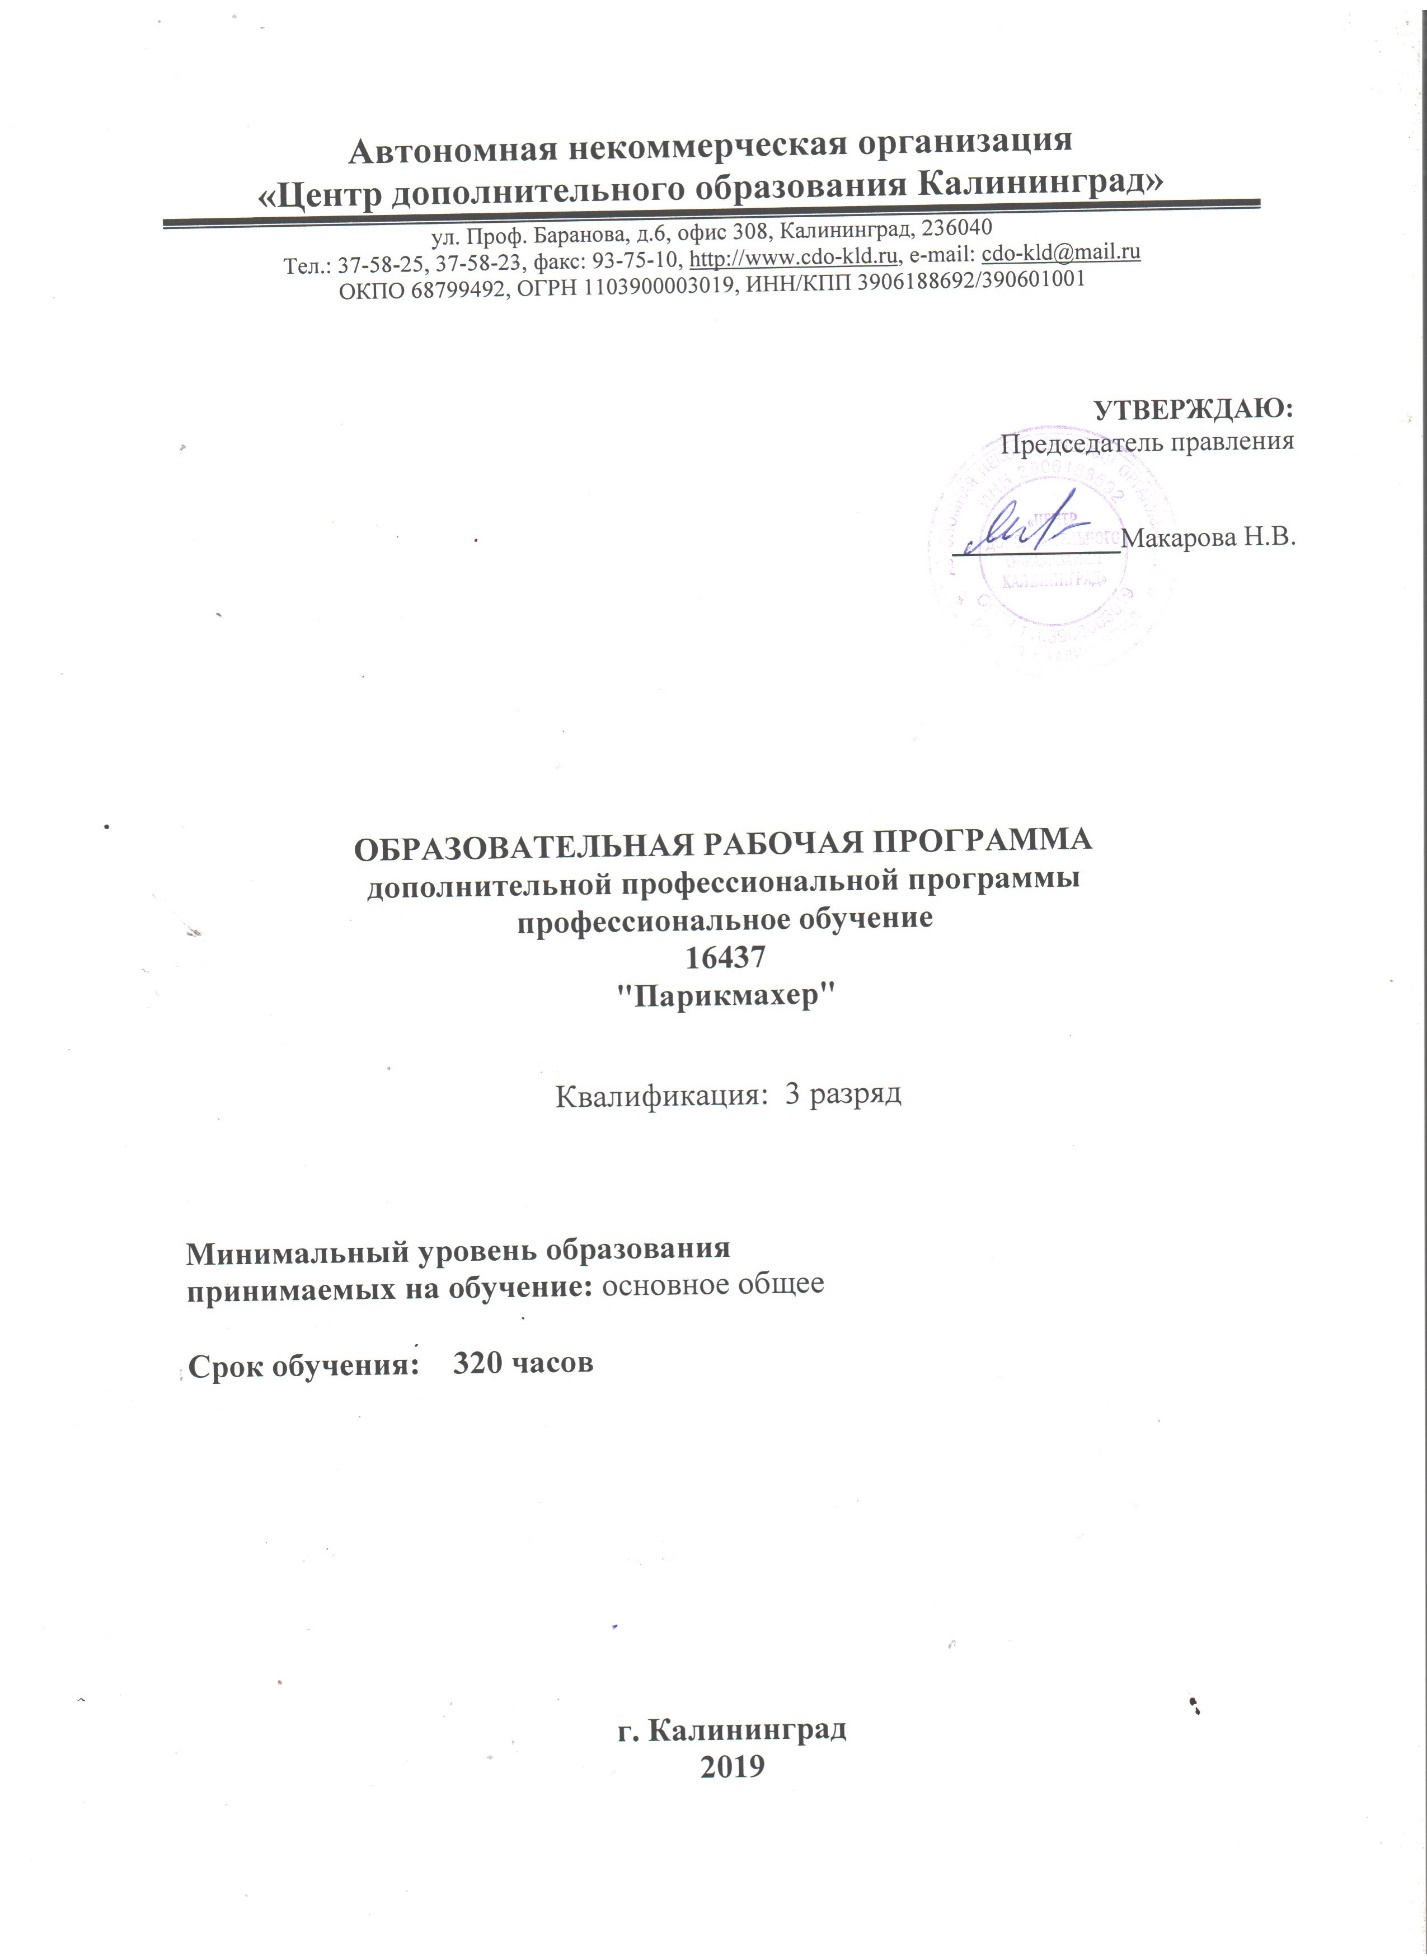 Автономная некоммерческая организация
«Центр дополнительного образования Калининград»
ул. Проф. Баранова, д.6, офис 308, Калининград, 236040
Тел.: 37-58-25, 37-58-23, факс: 93-75-10, http://www.cdo-kld.ru, e-mail: cdo-kld@mail.ru
ОКПО 68799492, ОГРН 1103900003019, ИНН/КПП 3906188692/390601001
УТВЕРЖДАЮ:
Председатель правления
Макарова Н.В.
«ЦЕНТР
КАЛИНИНГРАД»
ОБРАЗОВАТЕЛЬНАЯ РАБОЧАЯ ПРОГРАММА
дополнительной профессиональной программы
профессиональное обучение
16437
"Парикмахер"
Квалификация: 3 разряд
Минимальный уровень образования
принимаемых на обучение: основное общее
Срок обучения: 320 часов
г. Калининград
2019